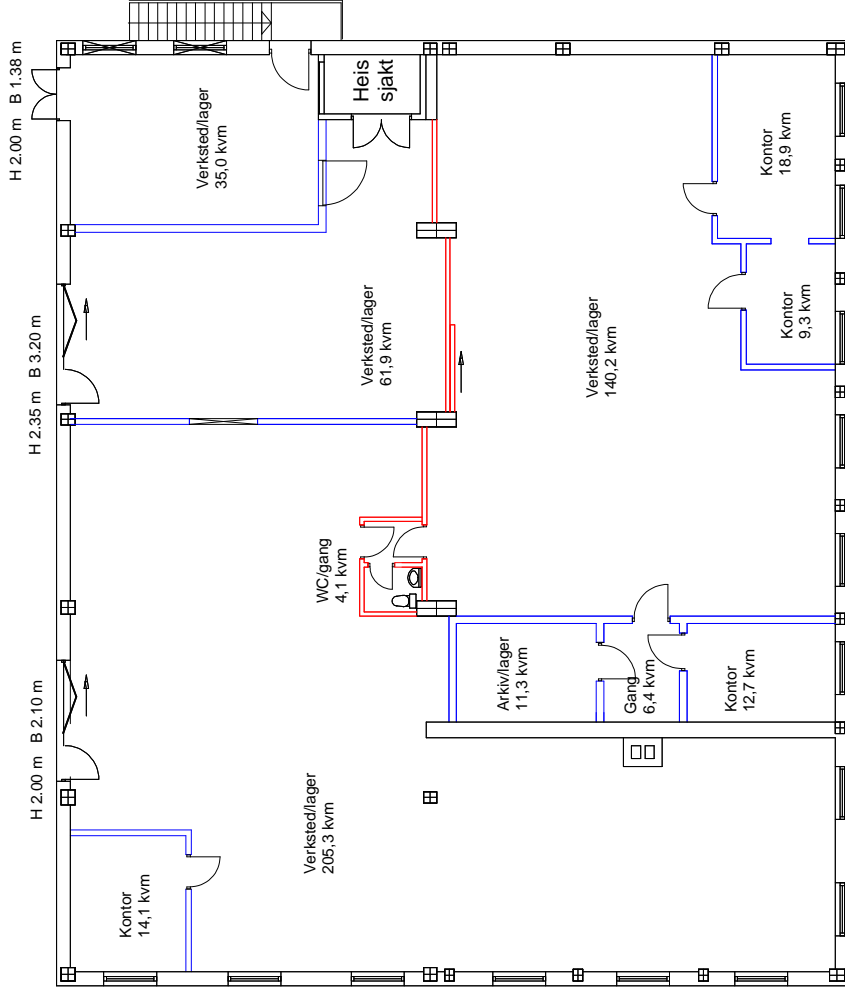 H 2.00 m  B 1.38 m
H 2.35 m  B 3.20 m
H 2.00 m  B 2.10 m
Heis
sjakt
Verksted/lager
35,0 kvm
Kontor
18,9 kvm
Verksted/lager
61,9 kvm
Kontor
9,3 kvm
Verksted/lager
140,2 kvm
WC/gang
4,1 kvm
Arkiv/lager
11,3 kvm
Gang
6,4 kvm
Kontor
12,7 kvm
Verksted/lager
205,3 kvm
Kontor
14,1 kvm